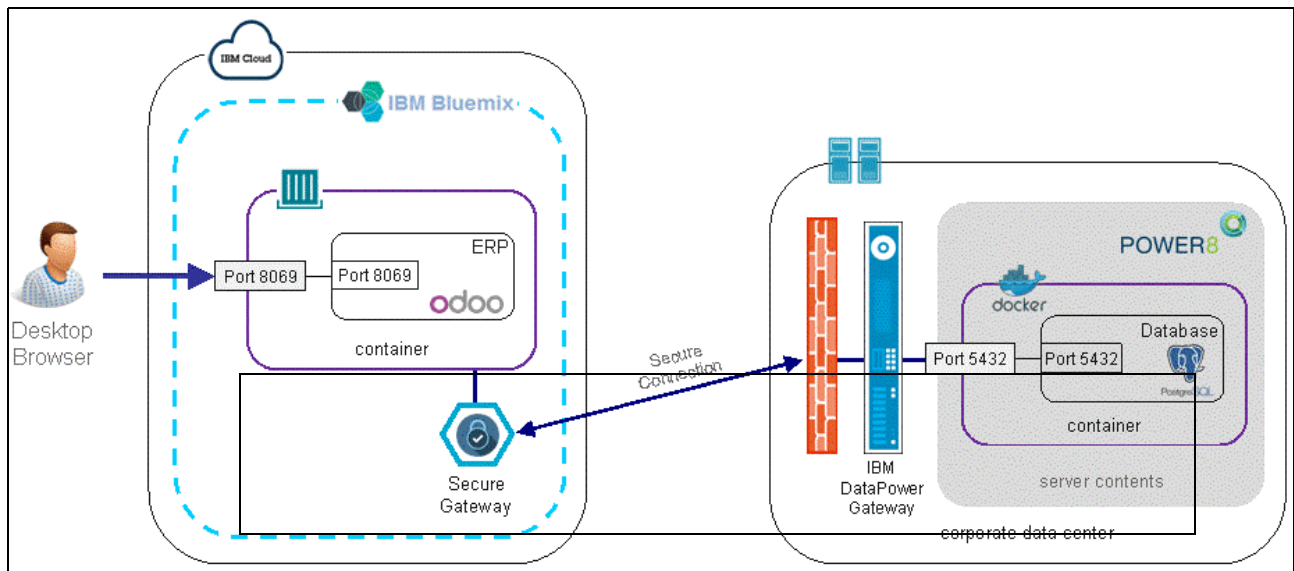 IBM Cloud
IBM Bluemix
ERP
Port 8069
Port 8069
odoo
container
Desktop
Browser
Secure
Gateway
Secure
Connection
POWER8
docker
Database
Port 5432
Port 5432
PostgreSQL
container
IBM
DataPower
Gateway
server contents
corporate data center